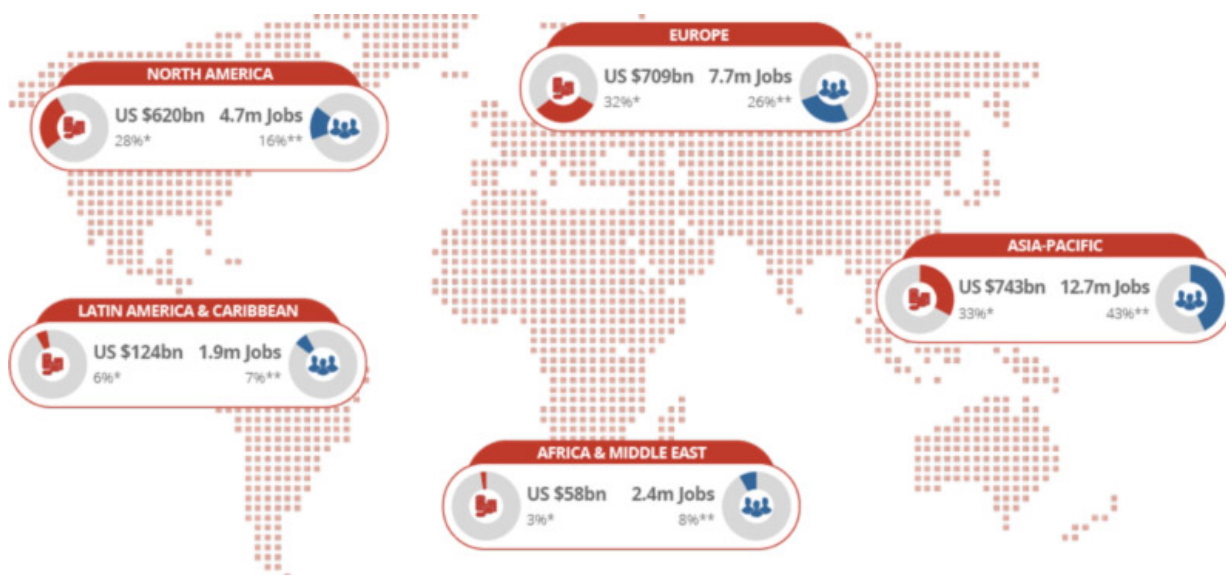 EUROPE
US $709bn 7.7m Jobs
32%* 26%**
NORTH AMERICA
US $620bn 4.7m Jobs
28%* 16%**
ASIA-PACIFIC
US $743bn 12.7m Jobs
33%* 43%**
LATIN AMERICA & CARIBBEAN
US $124bn 1.9m Jobs
6%* 7%**
AFRICA & MIDDLE EAST
US $58bn 2.4m Jobs
3%* 8%**